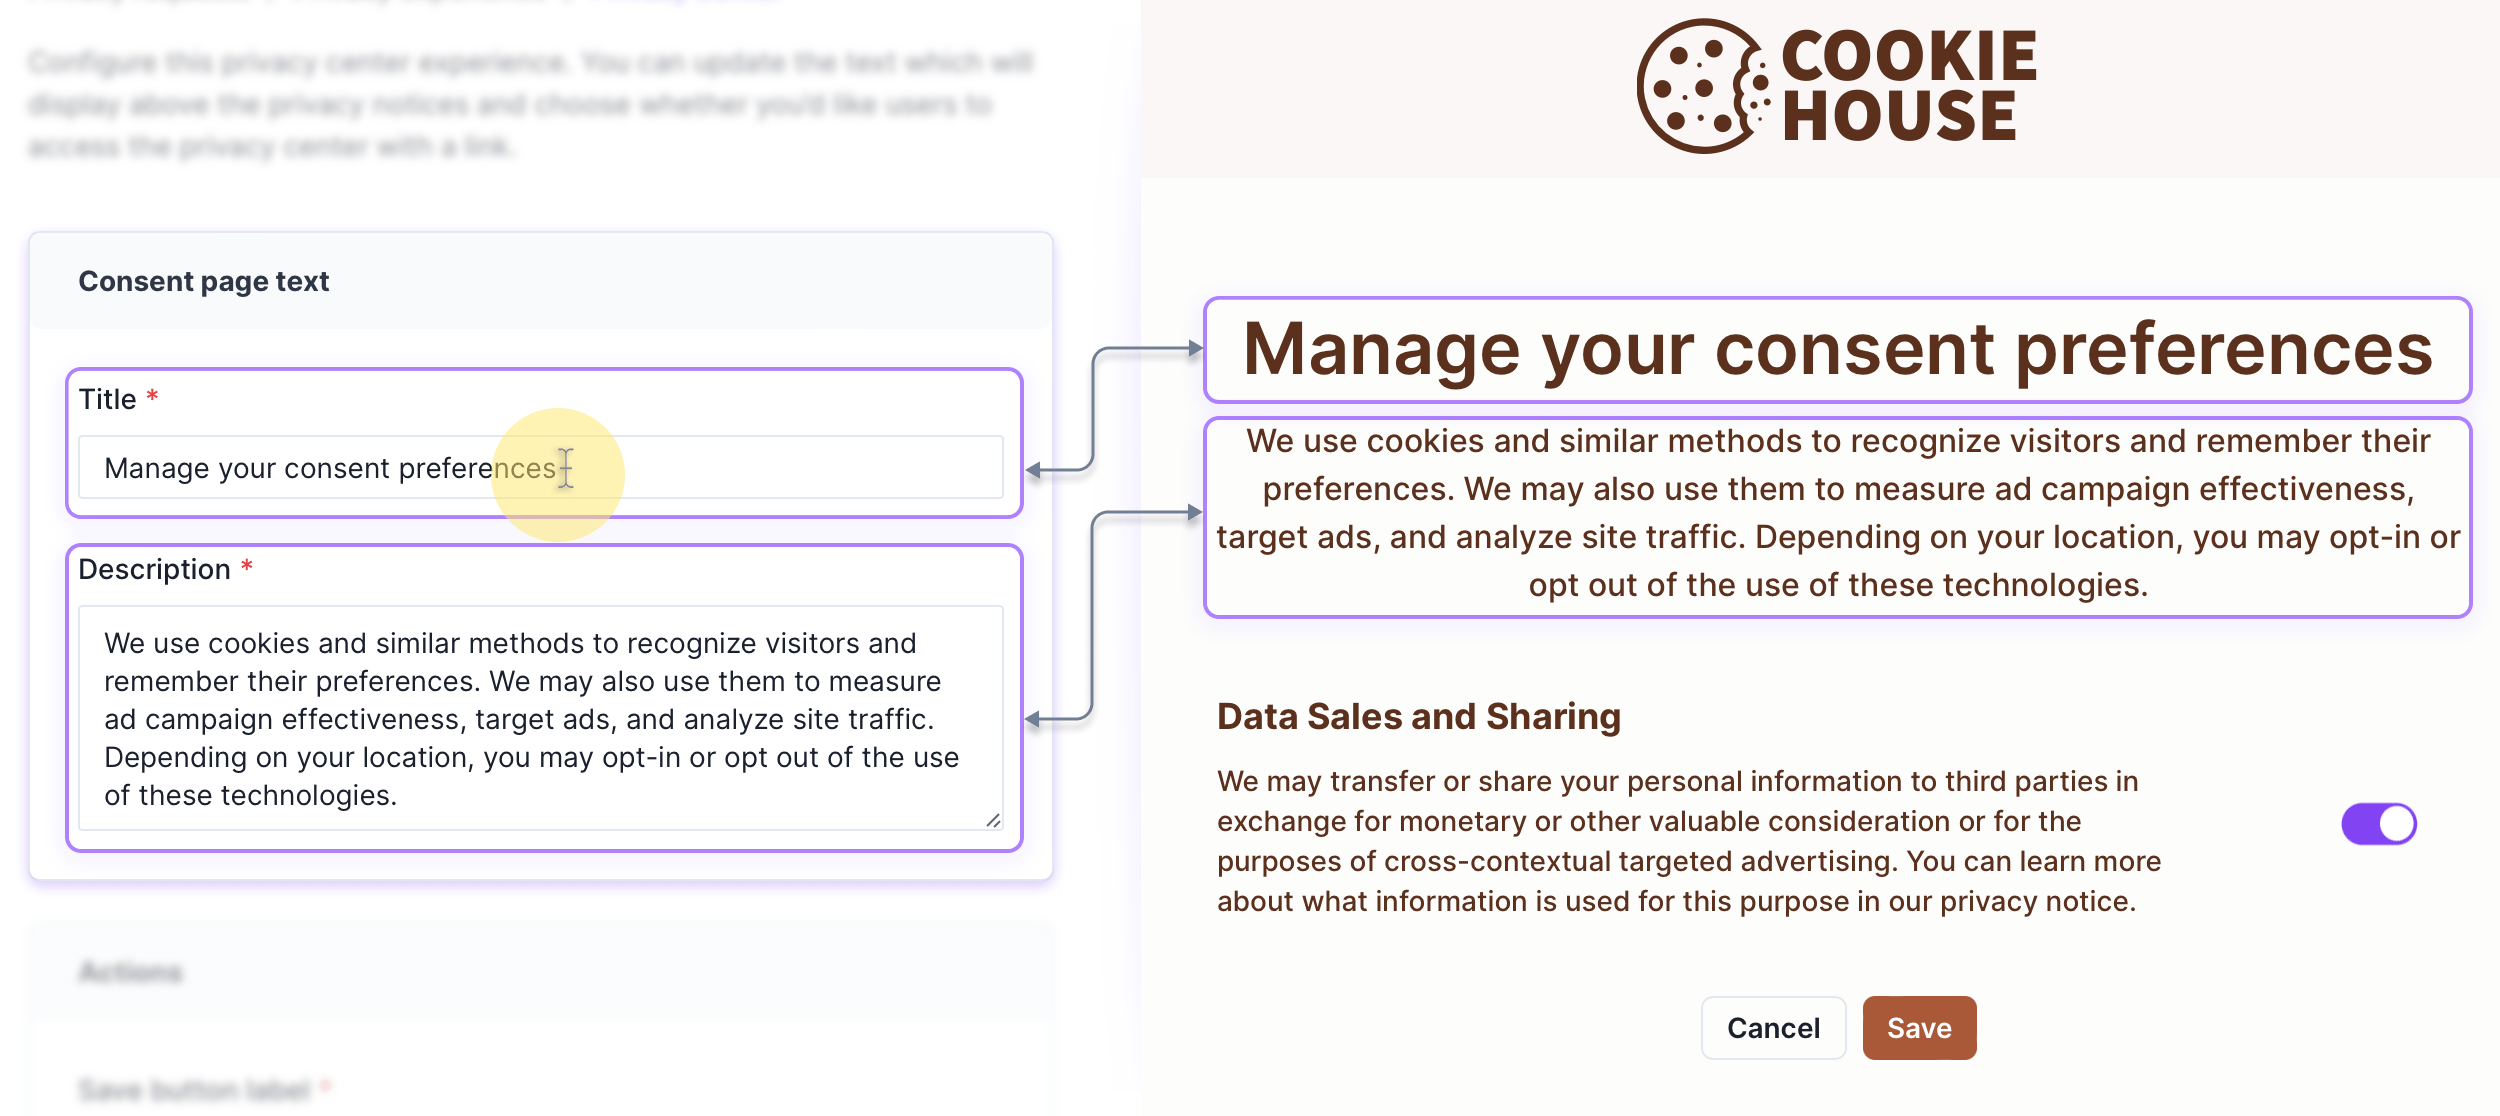 Configure this privacy center experience. You can update the text which will
display above the privacy notices and choose whether you'd like users to
access the privacy center with a link.
Consent page text
Title *
Manage your consent preferences
Description *
We use cookies and similar methods to recognize visitors and
remember their preferences. We may also use them to measure
ad campaign effectiveness, target ads, and analyze site traffic.
Depending on your location, you may opt-in or opt out of the use
of these technologies.
Actions
Save button label *
COOKIE
HOUSE
Manage your consent preferences
We use cookies and similar methods to recognize visitors and remember their
preferences. We may also use them to measure ad campaign effectiveness,
target ads, and analyze site traffic. Depending on your location, you may opt-in or
opt out of the use of these technologies.
Data Sales and Sharing
We may transfer or share your personal information to third parties in
exchange for monetary or other valuable consideration or for the
purposes of cross-contextual targeted advertising. You can learn more
about what information is used for this purpose in our privacy notice.
Cancel
Save